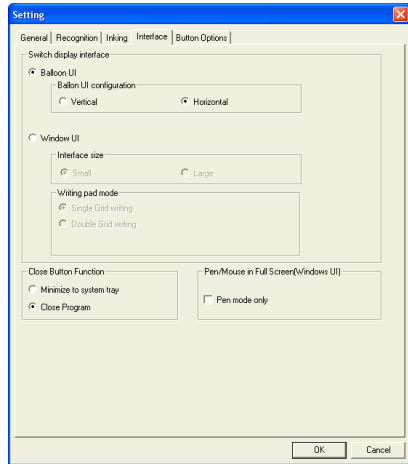 Setting
General Recognition Inking Interface Button Options
Switch display interface
Balloon UI
Ballon UI configuration
Vertical Horizontal
Window UI
Interface size
Small Large
Writing pad mode
Single Grid writing
Double Grid writing
Close Button Function Pen/Mouse in Full Screen(Windows UI)
Minimize to system tray
Pen mode only
Close Program
OK Cancel